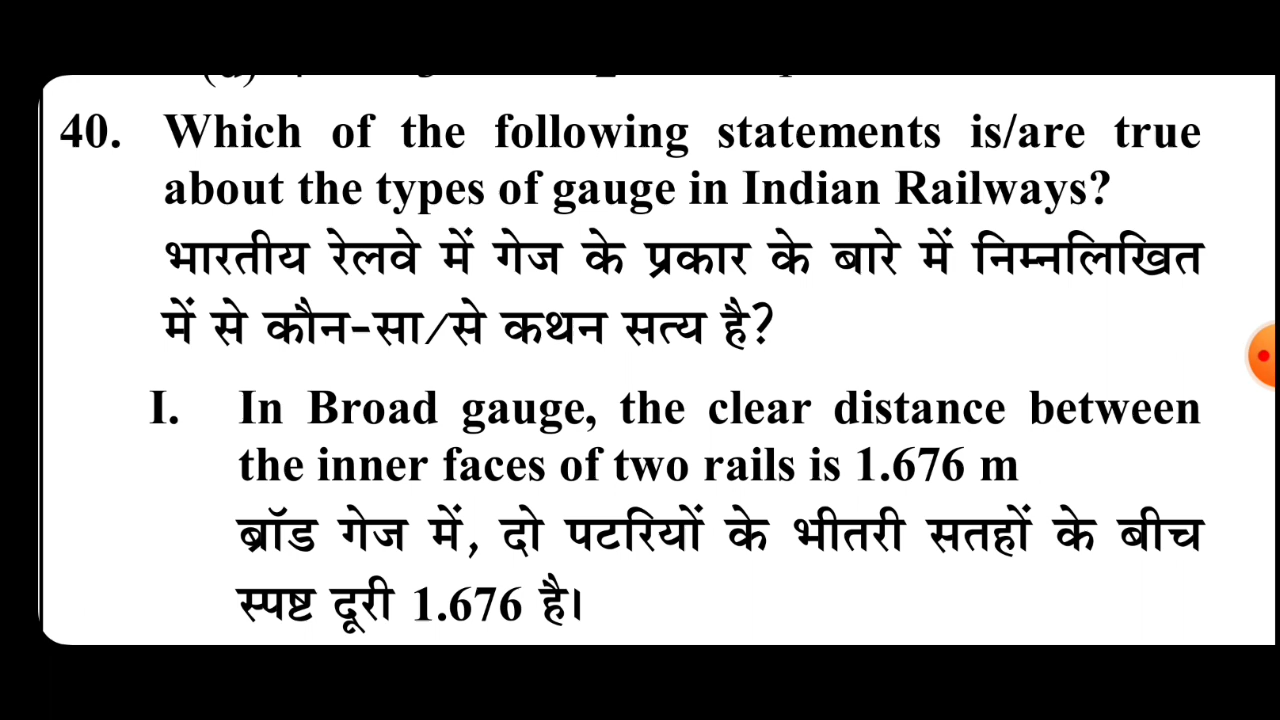 40. Which of the following statements is/are true
about the types of gauge in Indian Railways?
भारतीय रेलवे में गेज के प्रकार के बारे में निम्नलिखित
में से कौन-सा/से कथन सत्य है?
I. In Broad gauge, the clear distance between
the inner faces of two rails is 1.676 m
ब्रॉड गेज में, दो पटरियों के भीतरी सतहों के बीच
स्पष्ट दूरी 1.676 है।